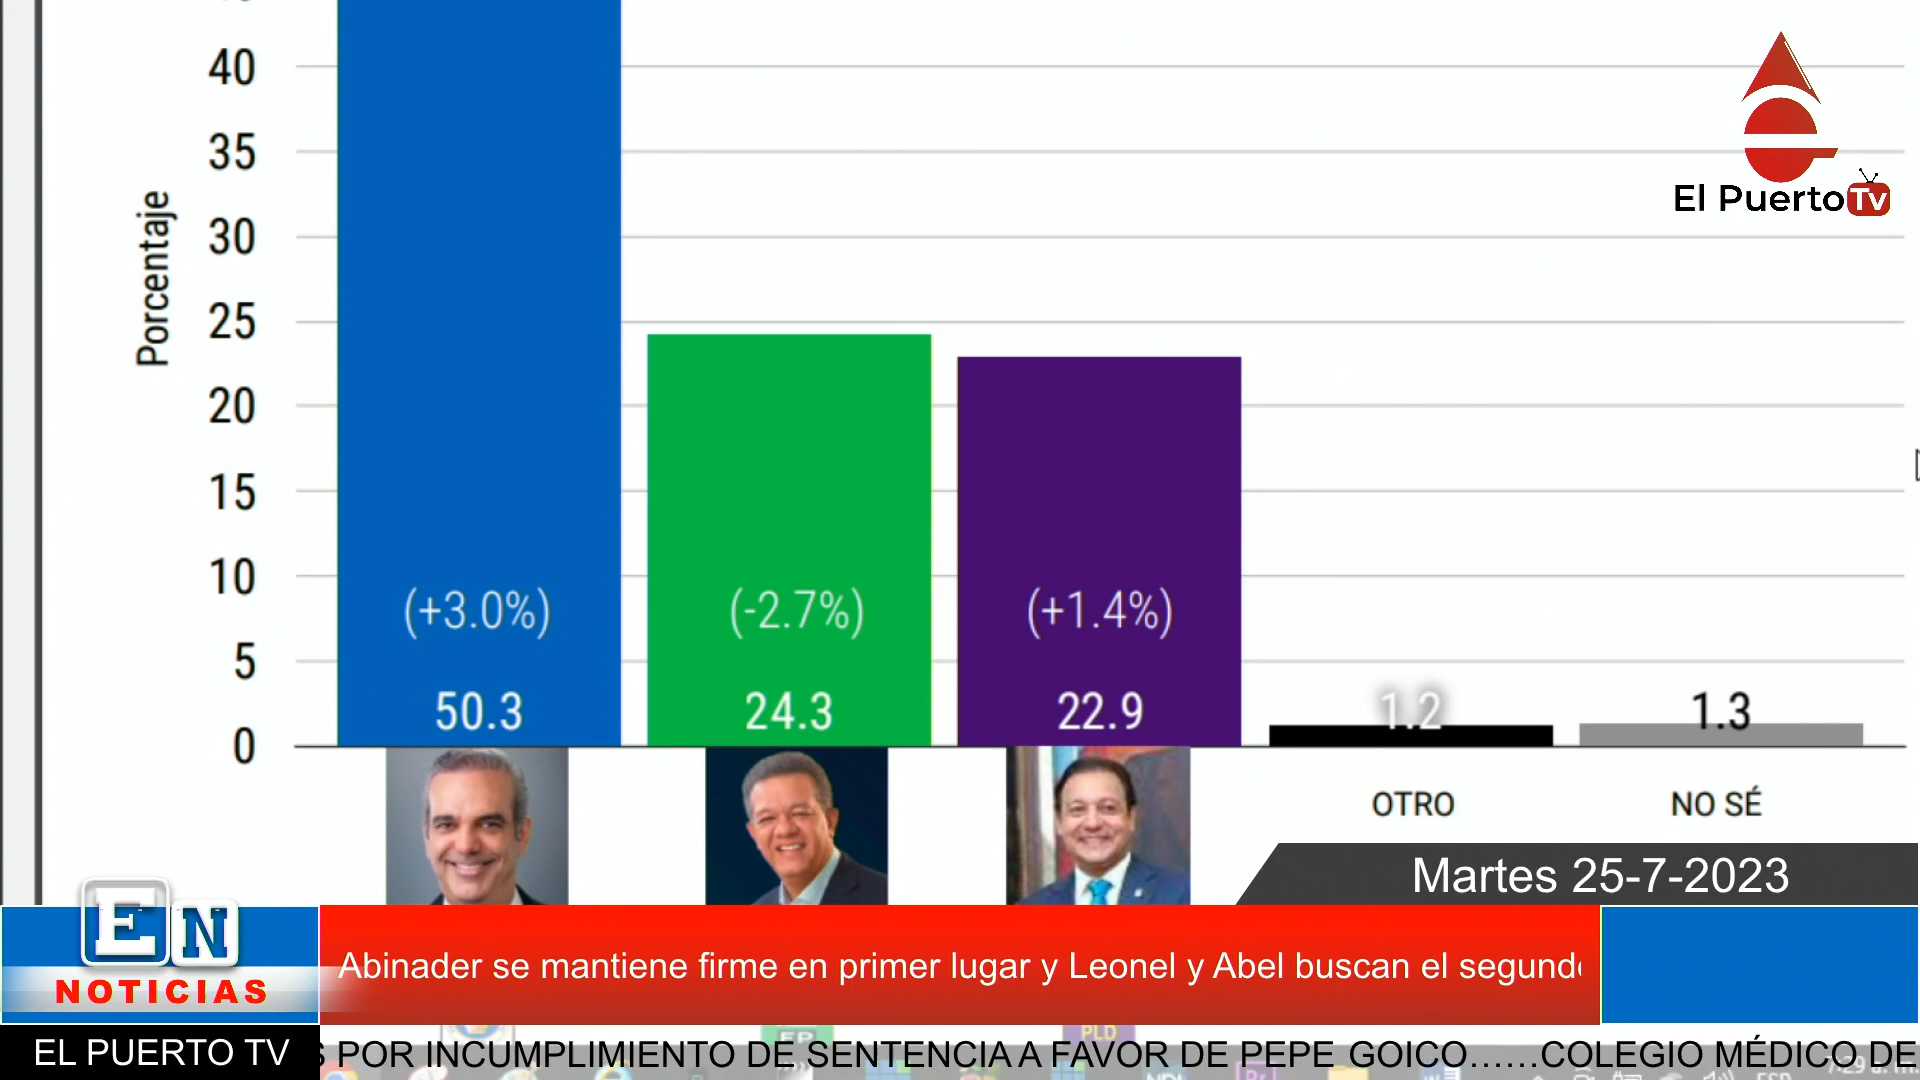 40
35
30
25
20
15
10
5
0
Porcentaje
El Puerto Tv
(+3.0%)
(-2.7%)
(+1.4%)
50.3
24.3
22.9
1.2
1.3
OTRO
NO SÉ
Martes 25-7-2023
EN
NOTICIAS
Abinader se mantiene firme en primer lugar y Leonel y Abel buscan el segund
FP
PLD
EL PUERTO TV
S POR INCUMPLIMIENTO DE SENTENCIA A FAVOR DE PEPE GOICO......COLEGIO MÉDICO DE
ESP